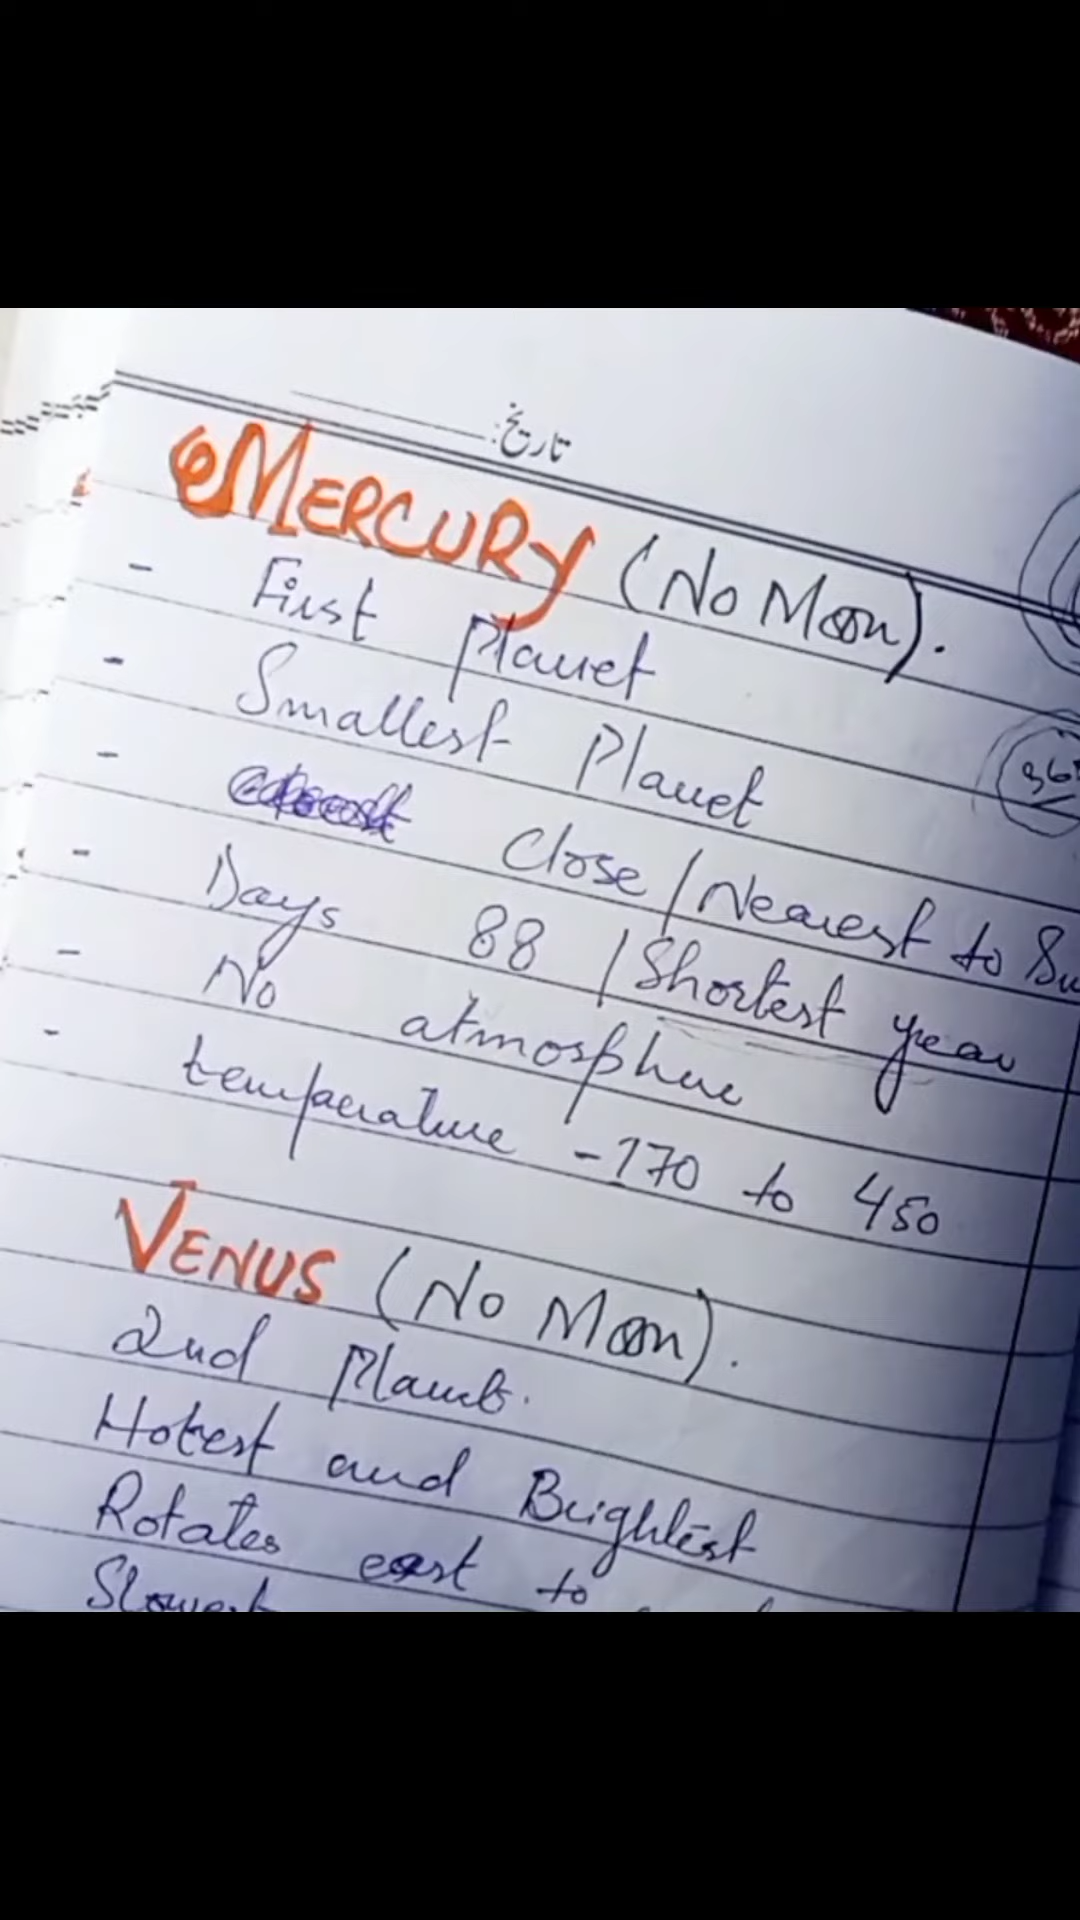 تاریخ:
MERCURY (No Moon).
- First Planet
- Smallest Planet
- Close / Nearest to Su
- Days 88 / Shortest year
- No atmosphere
- temperature -170 to 450
VENUS (No Moon).
2nd Planet.
Hotest and Brightest
Rotates east to
Slowest